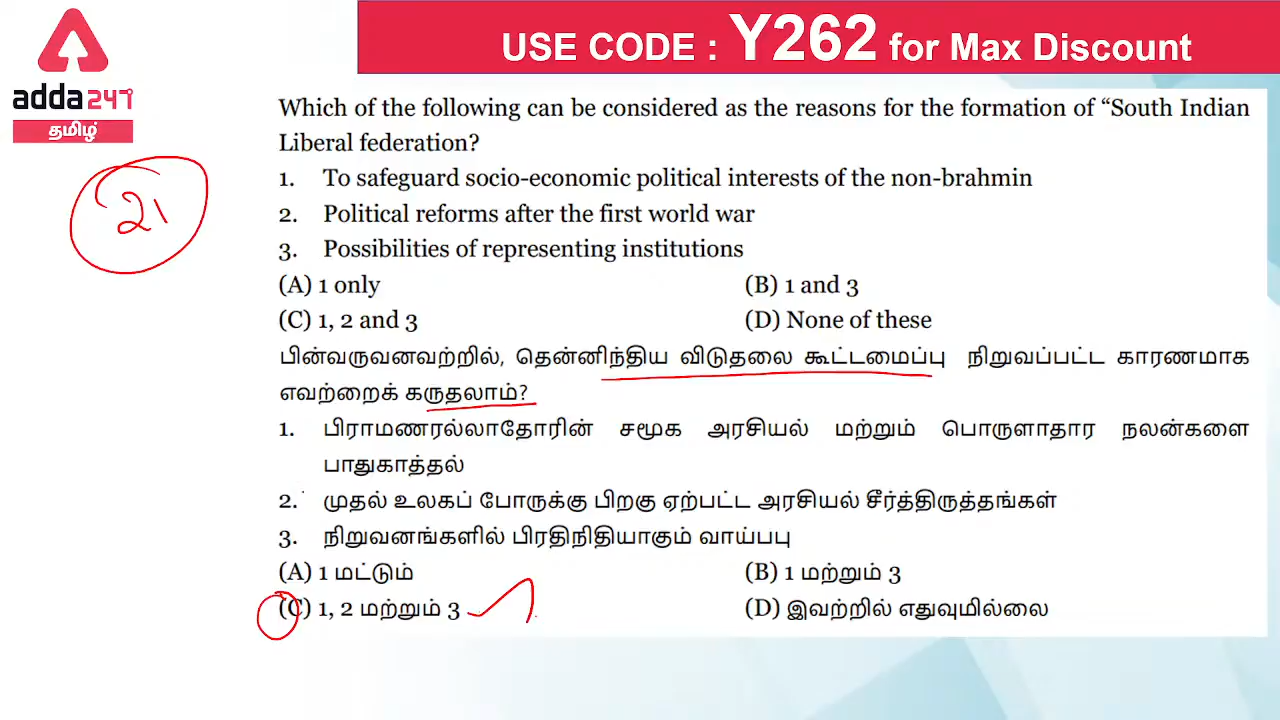 USE CODE : Y262 for Max Discount
adda247
தமிழ்
21
Which of the following can be considered as the reasons for the formation of “South Indian
Liberal federation?
1. To safeguard socio-economic political interests of the non-brahmin
2. Political reforms after the first world war
3. Possibilities of representing institutions
(A) 1 only (B) 1 and 3
(C) 1, 2 and 3 (D) None of these
பின்வருவனவற்றில், தென்னிந்திய விடுதலை கூட்டமைப்பு நிறுவப்பட்ட காரணமாக
எவற்றைக் கருதலாம்?
1. பிராமணரல்லாதோரின் சமூக அரசியல் மற்றும் பொருளாதார நலன்களை
பாதுகாத்தல்
2. முதல் உலகப் போருக்கு பிறகு ஏற்பட்ட அரசியல் சீர்த்திருத்தங்கள்
3. நிறுவனங்களில் பிரதிநிதியாகும் வாய்பபு
(A) 1 மட்டும் (B) 1 மற்றும் 3
(C) 1, 2 மற்றும் 3 (D) இவற்றில் எதுவுமில்லை